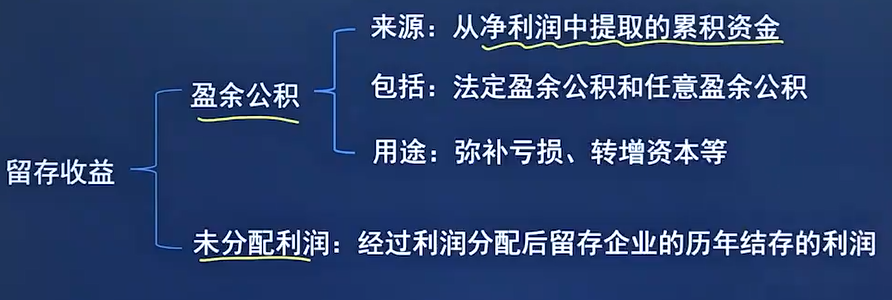 来源：从净利润中提取的累积资金
盈余公积
包括：法定盈余公积和任意盈余公积
用途：弥补亏损、转增资本等
留存收益
未分配利润：经过利润分配后留存企业的历年结存的利润